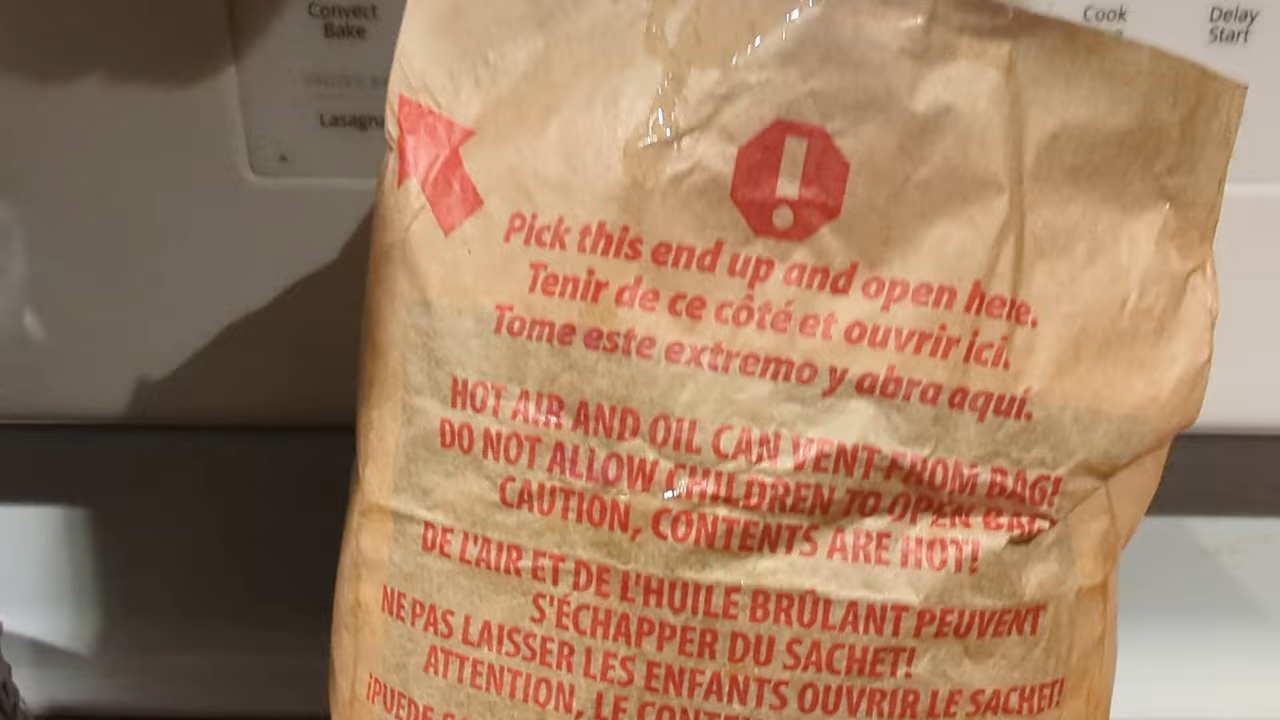 Convect
Bake
Cook
Delay
Start
Lasagna
Pick this end up and open here.
Tenir de ce côté et ouvrir ici.
Tome este extremo y abra aquí.
HOT AIR AND OIL CAN VENT FROM BAG!
DO NOT ALLOW CHILDREN TO OPEN BAG!
CAUTION, CONTENTS ARE HOT!
DE L'AIR ET DE L'HUILE BRÛLANT PEUVENT
S'ÉCHAPPER DU SACHET!
NE PAS LAISSER LES ENFANTS OUVRIR LE SACHET!
ATTENTION, LE
¡PUEDE